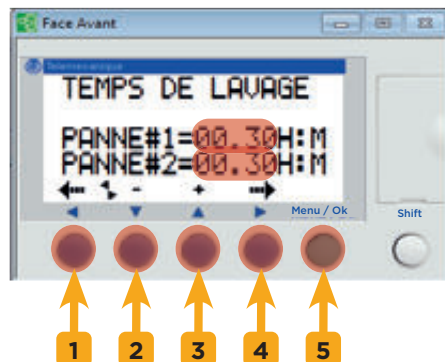 Face Avant
Telemecanique
TEMPS DE LAVAGE
PANNE#1=00.30H:M
PANNE#2=00.30H:M
- +
Menu / Ok
Shift
1 2 3 4 5